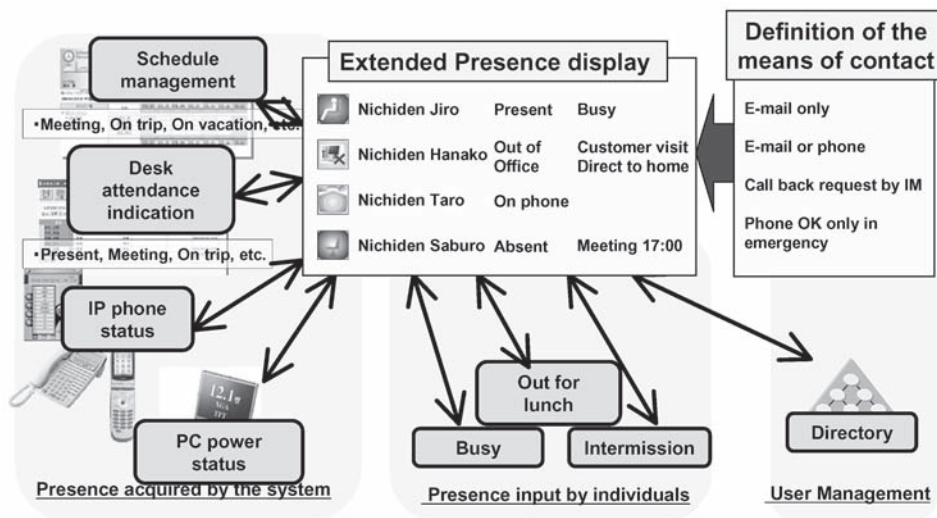 Schedule
management
•Meeting, On trip, On vacation, etc.
Desk
attendance
indication
•Present, Meeting, On trip, etc.
IP phone
status
12.1
TFT
PC power
status
Presence acquired by the system
Extended Presence display
Nichiden Jiro Present Busy
Nichiden Hanako Out of Office Customer visit Direct to home
Nichiden Taro On phone
Nichiden Saburo Absent Meeting 17:00
Out for
lunch
Busy
Intermission
Presence input by individuals
Definition of the
means of contact
E-mail only
E-mail or phone
Call back request by IM
Phone OK only in
emergency
Directory
User Management